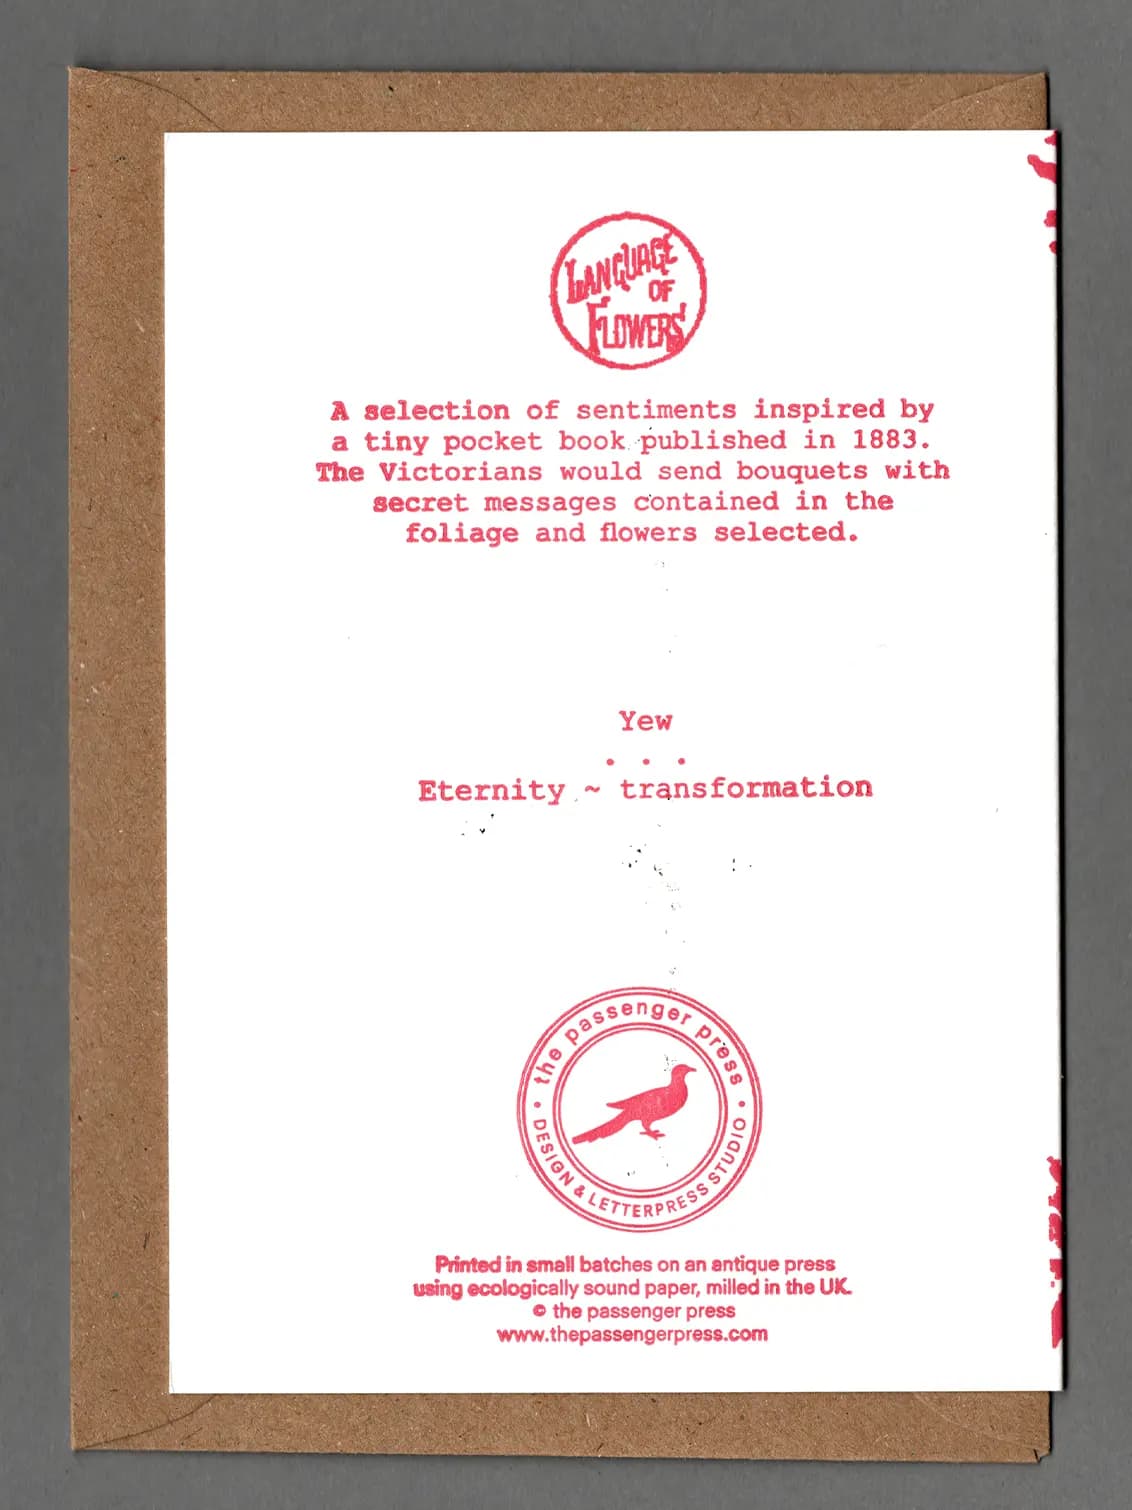 LANGUAGE
OF
FLOWERS
A selection of sentiments inspired by
a tiny pocket book published in 1883.
The Victorians would send bouquets with
secret messages contained in the
foliage and flowers selected.
Yew
. . .
Eternity ~ transformation
the passenger press
• DESIGN & LETTERPRESS STUDIO •
Printed in small batches on an antique press
using ecologically sound paper, milled in the UK.
© the passenger press
www.thepassengerpress.com